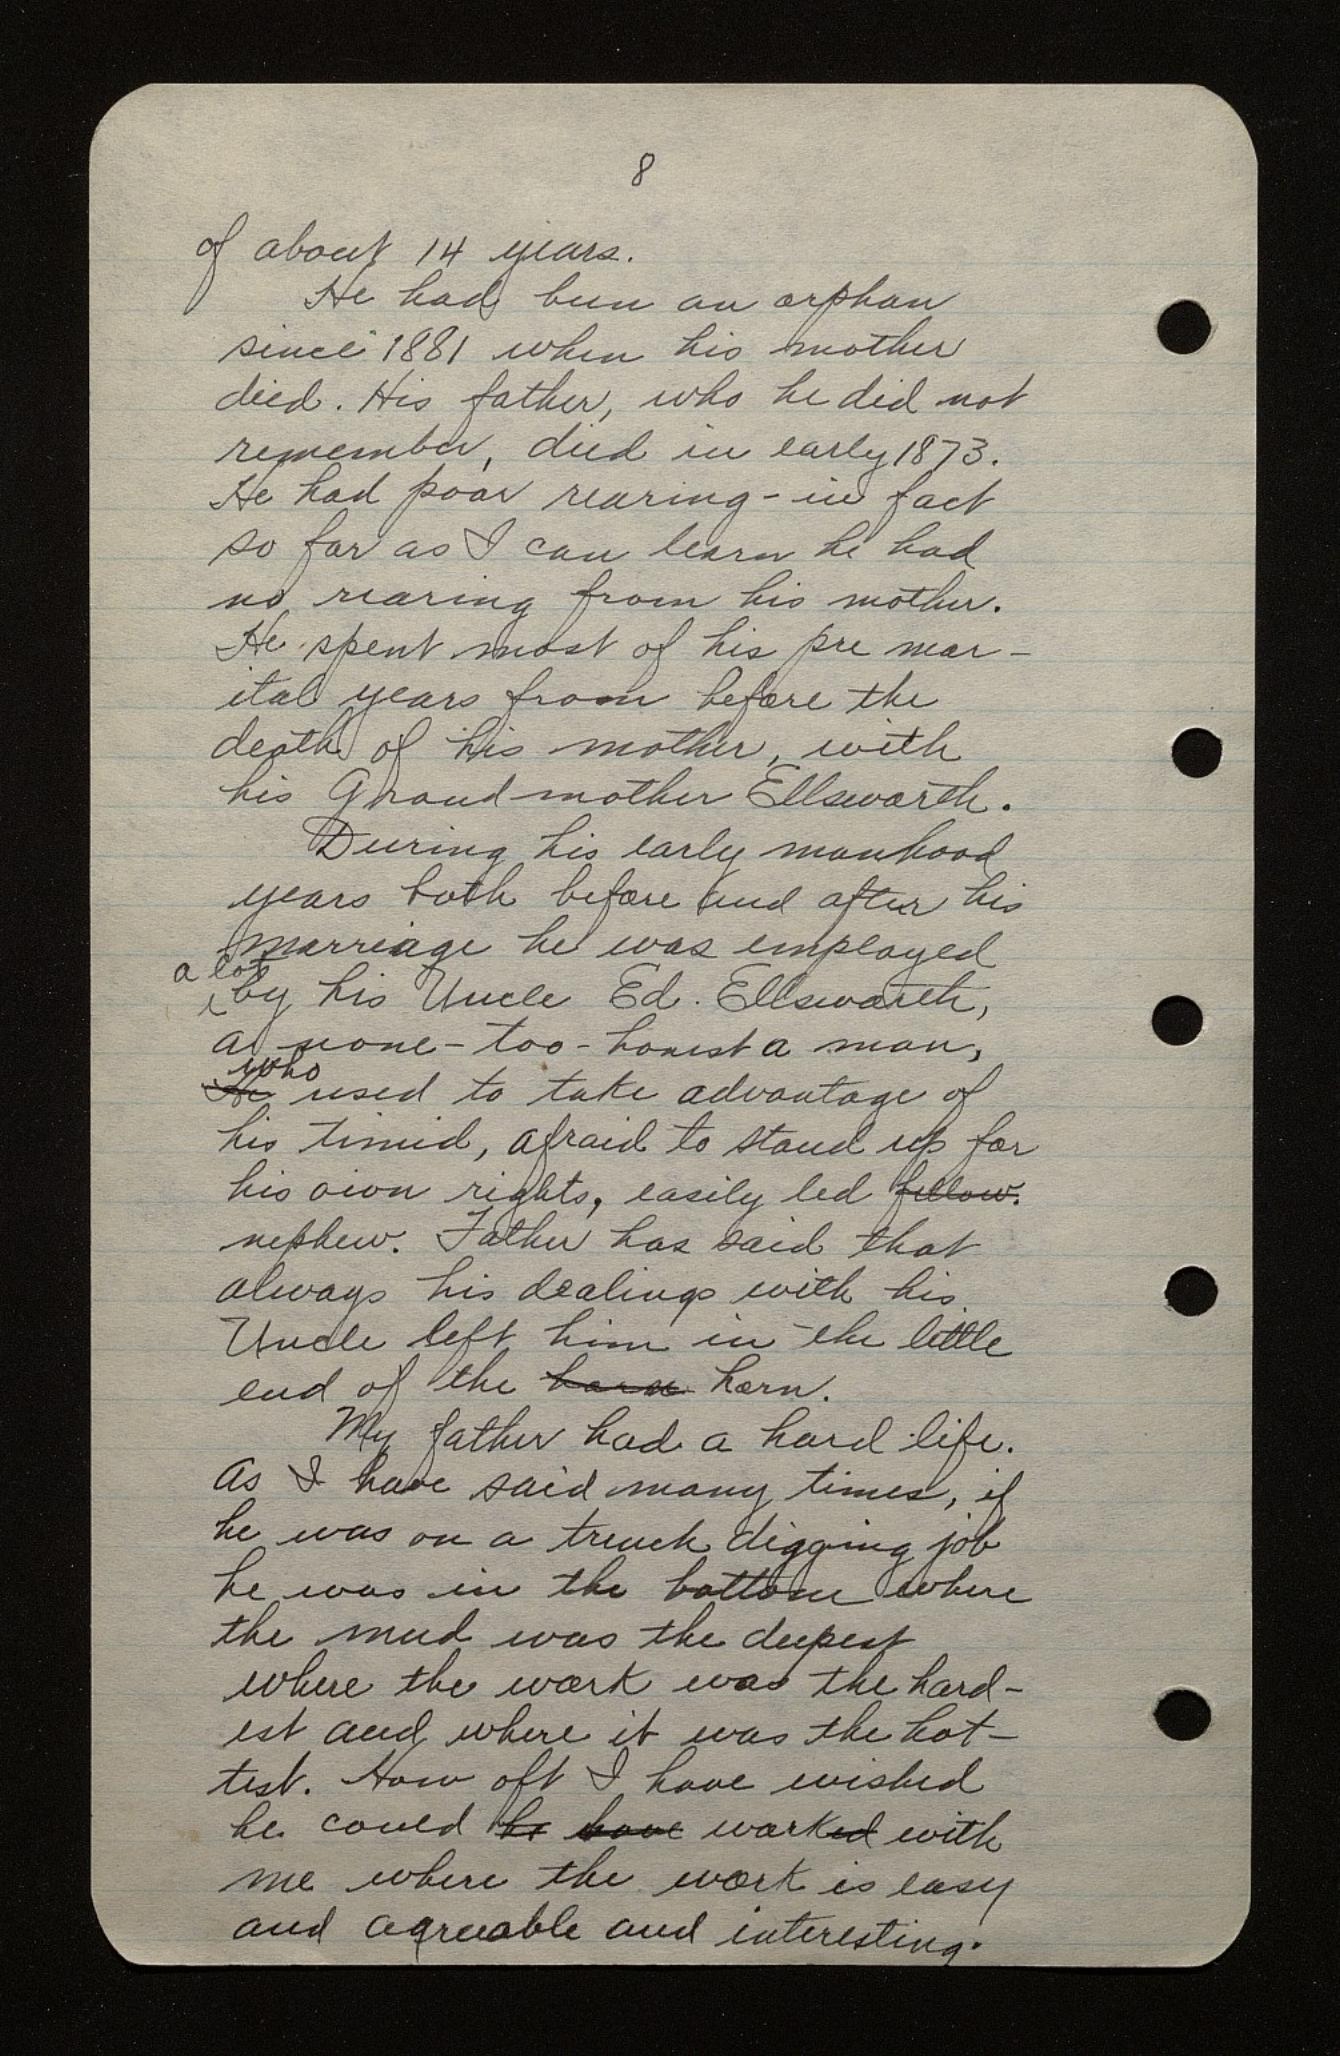 8
of about 14 years.
He had been an orphan
since 1881 when his mother
died. His father, who he did not
remember, died in early 1873.
He had poor rearing - in fact
so far as I can learn he had
no rearing from his mother.
He spent most of his pre mar-
ital years from before the
death of his mother, with
his Grandmother Ellsworth.
During his early manhood
years both before and after his
marriage he was employed
a lot
by his Uncle Ed. Ellsworth,
a none-too-honest a man,
who
He used to take advantage of
his timid, afraid to stand up for
his own rights, easily led fellow.
nephew. Father has said that
always his dealings with his
Uncle left him in the little
end of the horn horn.
My father had a hard life.
As I have said many times, if
he was on a trench digging job
he was in the bottom where
the mud was the deepest
where the work was the hard-
est and where it was the hot-
test. How oft I have wished
he could be have worked with
me where the work is easy
and agreeable and interesting.